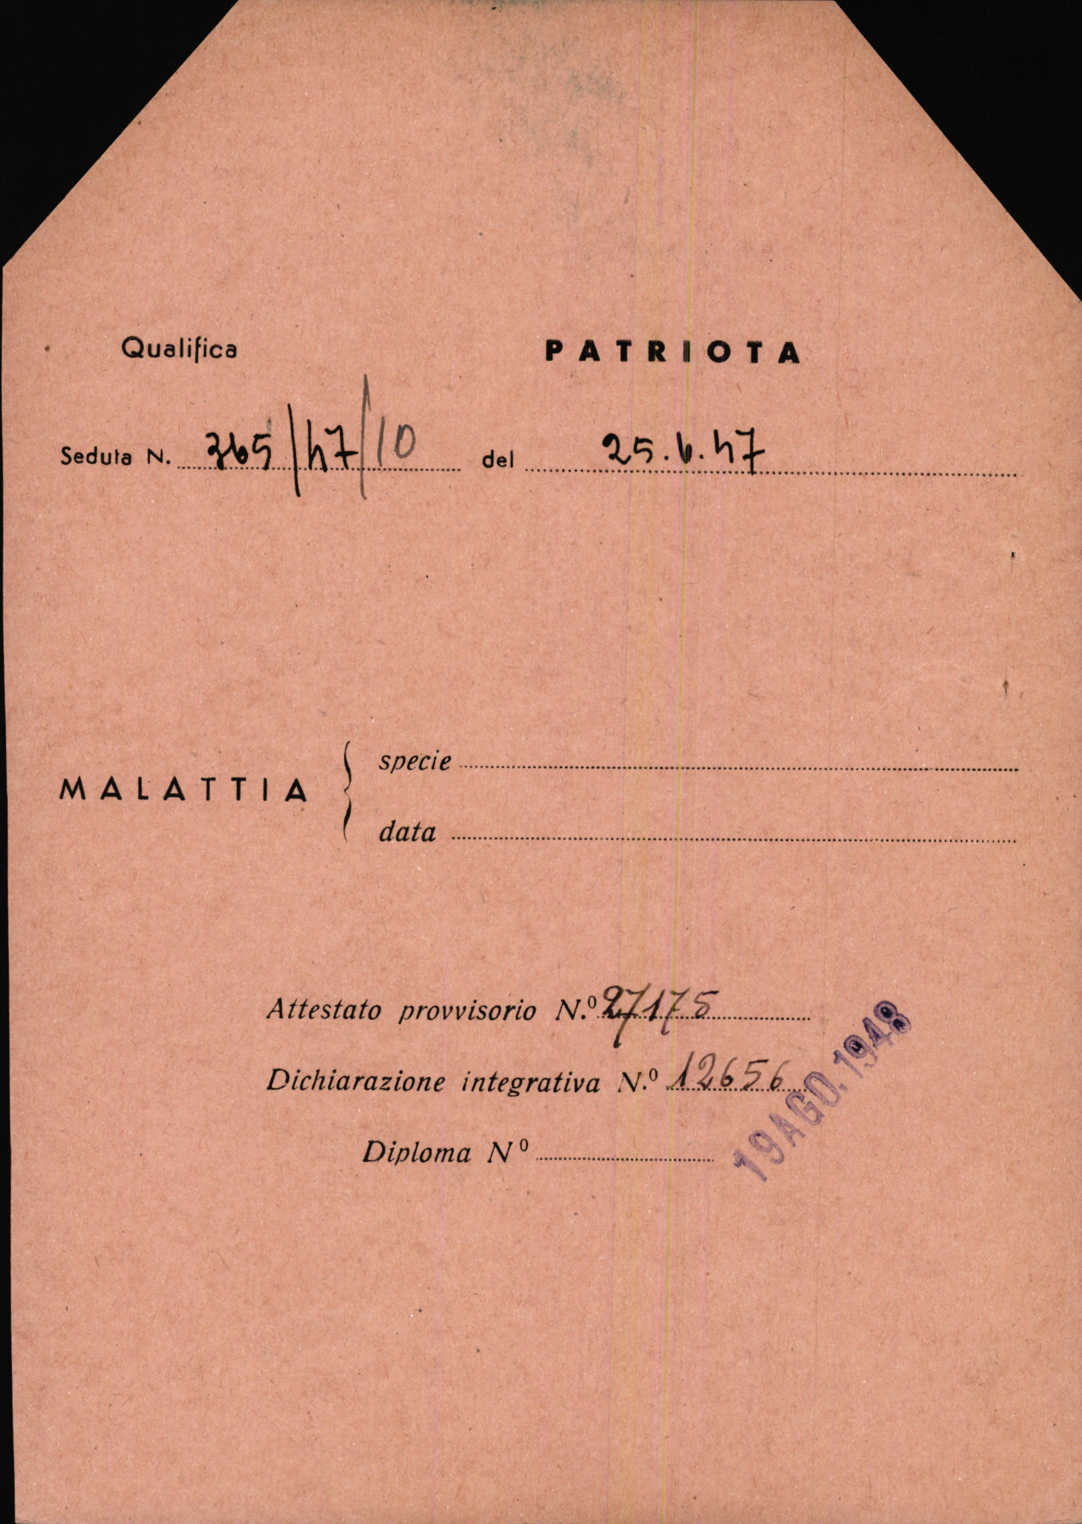 Qualifica PATRIOTA
Seduta N. 365/47/10 del 25.6.47
MALATTIA
specie
data
Attestato provvisorio N.º 27175
Dichiarazione integrativa N.º 12656
Diploma Nº
19 AGO. 1948